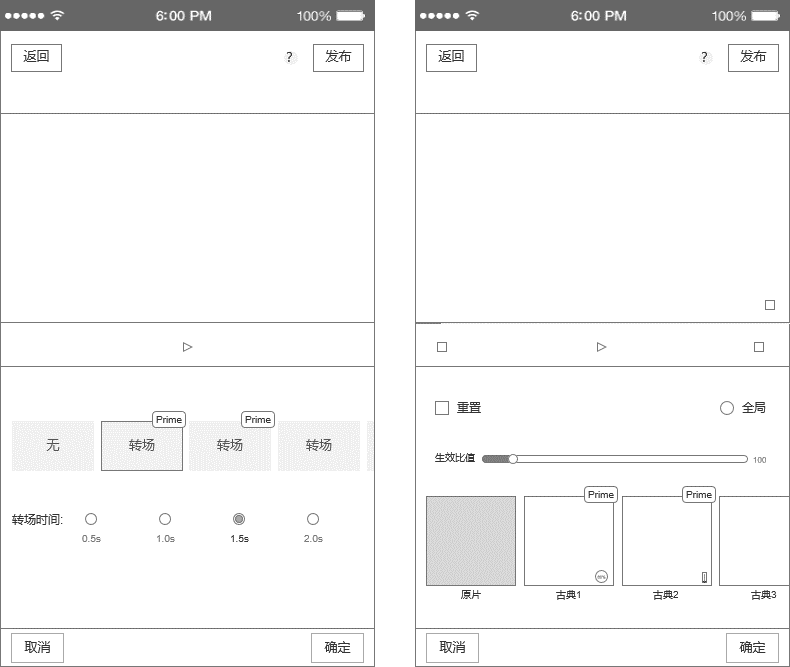 6:00 PM 100%
返回 ? 发布
Prime Prime
无 转场 转场 转场
转场时间:
0.5s 1.0s 1.5s 2.0s
取消 确定
6:00 PM 100%
返回 ? 发布
重置 全局
生效比值 100
Prime Prime
原片 古典1 古典2 古典3
取消 确定